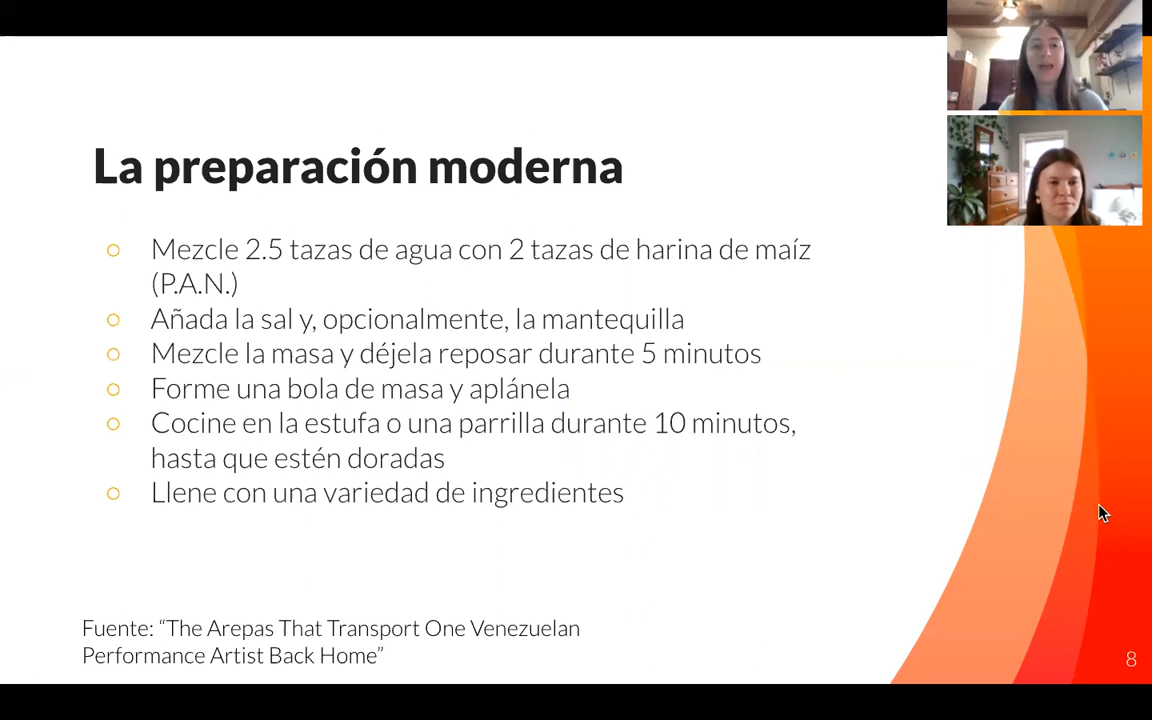 La preparación moderna
Mezcle 2.5 tazas de agua con 2 tazas de harina de maíz
(P.A.N.)
Añada la sal y, opcionalmente, la mantequilla
Mezcle la masa y déjela reposar durante 5 minutos
Forme una bola de masa y aplánela
Cocine en la estufa o una parrilla durante 10 minutos,
hasta que estén doradas
Llene con una variedad de ingredientes
Fuente: “The Arepas That Transport One Venezuelan
Performance Artist Back Home”
8